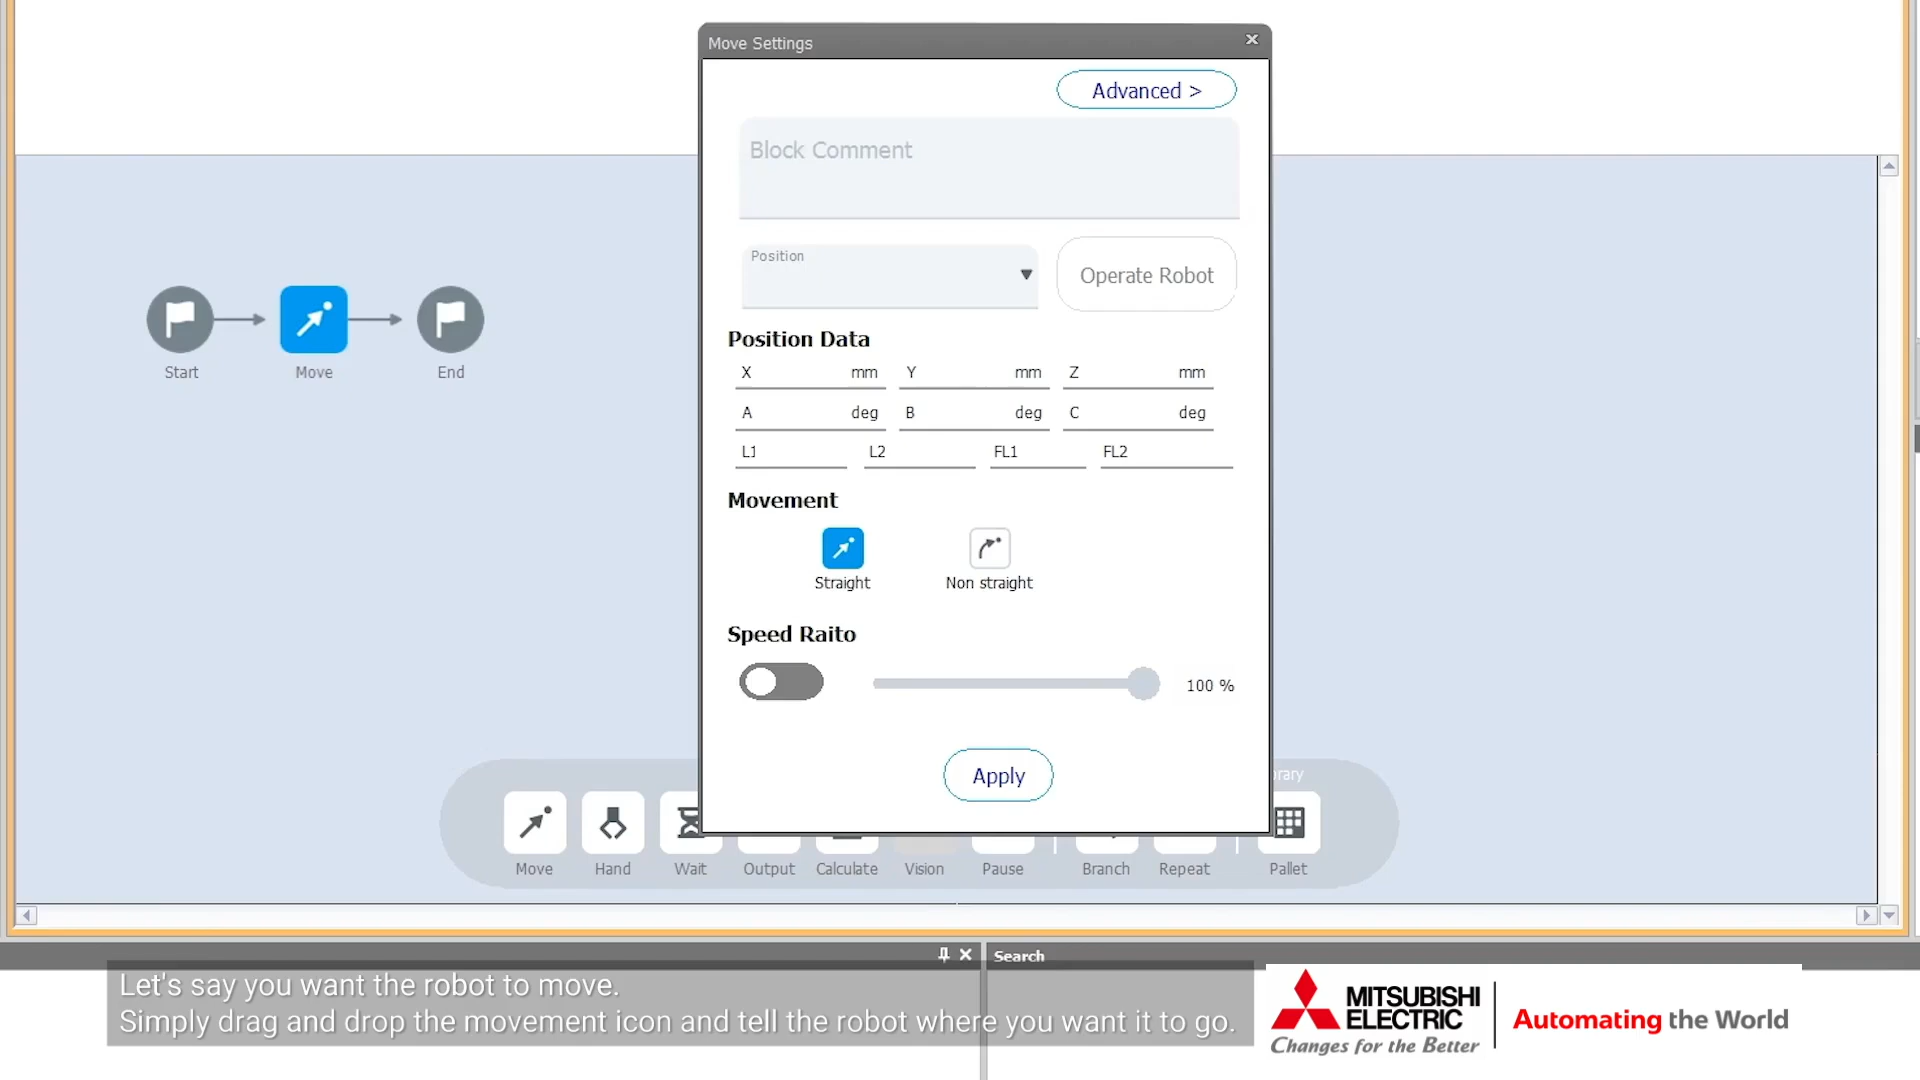 Move Settings
Advanced >
Block Comment
Position
Operate Robot
Position Data
X mm Y mm Z mm
A deg B deg C deg
L1 L2 FL1 FL2
Start Move End
Movement
Straight Non straight
Speed Raito
100 %
Apply
rary
Move Hand Wait Output Calculate Vision Pause Branch Repeat Pallet
Search
Let's say you want the robot to move.
Simply drag and drop the movement icon and tell the robot where you want it to go.
MITSUBISHI
ELECTRIC
Changes for the Better
Automating the World